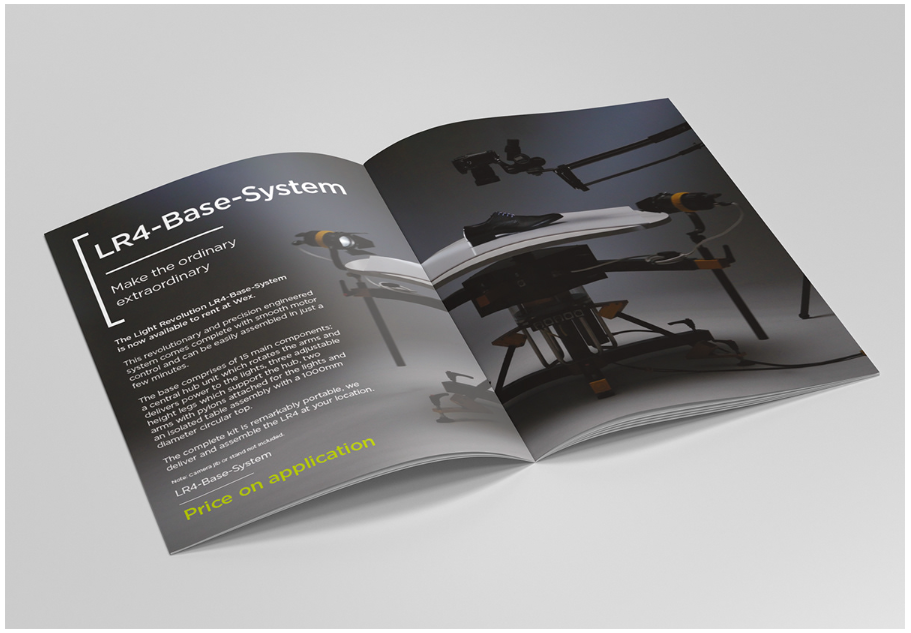 LR4-Base-System
Make the ordinary
extraordinary
The Light Revolution LR4-Base-System
is now available to rent at Wex.
This revolutionary and precision engineered
system comes complete with smooth motor
control and can be easily assembled in just a
few minutes.
The base comprises of 15 main components;
a central hub unit which rotates the arms and
delivers power to the lights, three adjustable
height legs which support the hub, two
arms with pylons attached for the lights and
an isolated table assembly with a 1000mm
diameter circular top.
The complete kit is remarkably portable, we
deliver and assemble the LR4 at your location.
Note: Camera jib or stand not included.
LR4-Base-System
Price on application